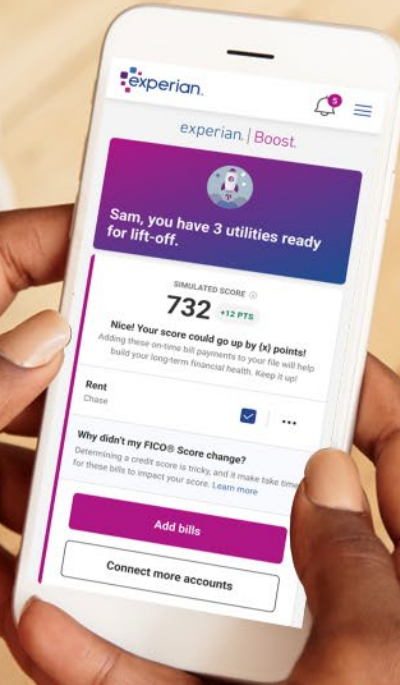 experian.
5
experian. | Boost.
Sam, you have 3 utilities ready
for lift-off.
SIMULATED SCORE
732 +12 PTS
Nice! Your score could go up by {x} points!
Adding these on-time bill payments to your file will help
build your long-term financial health. Keep it up!
Rent
Chase
Why didn't my FICO® Score change?
Determining a credit score is tricky, and it make take time
for these bills to impact your score. Learn more
Add bills
Connect more accounts